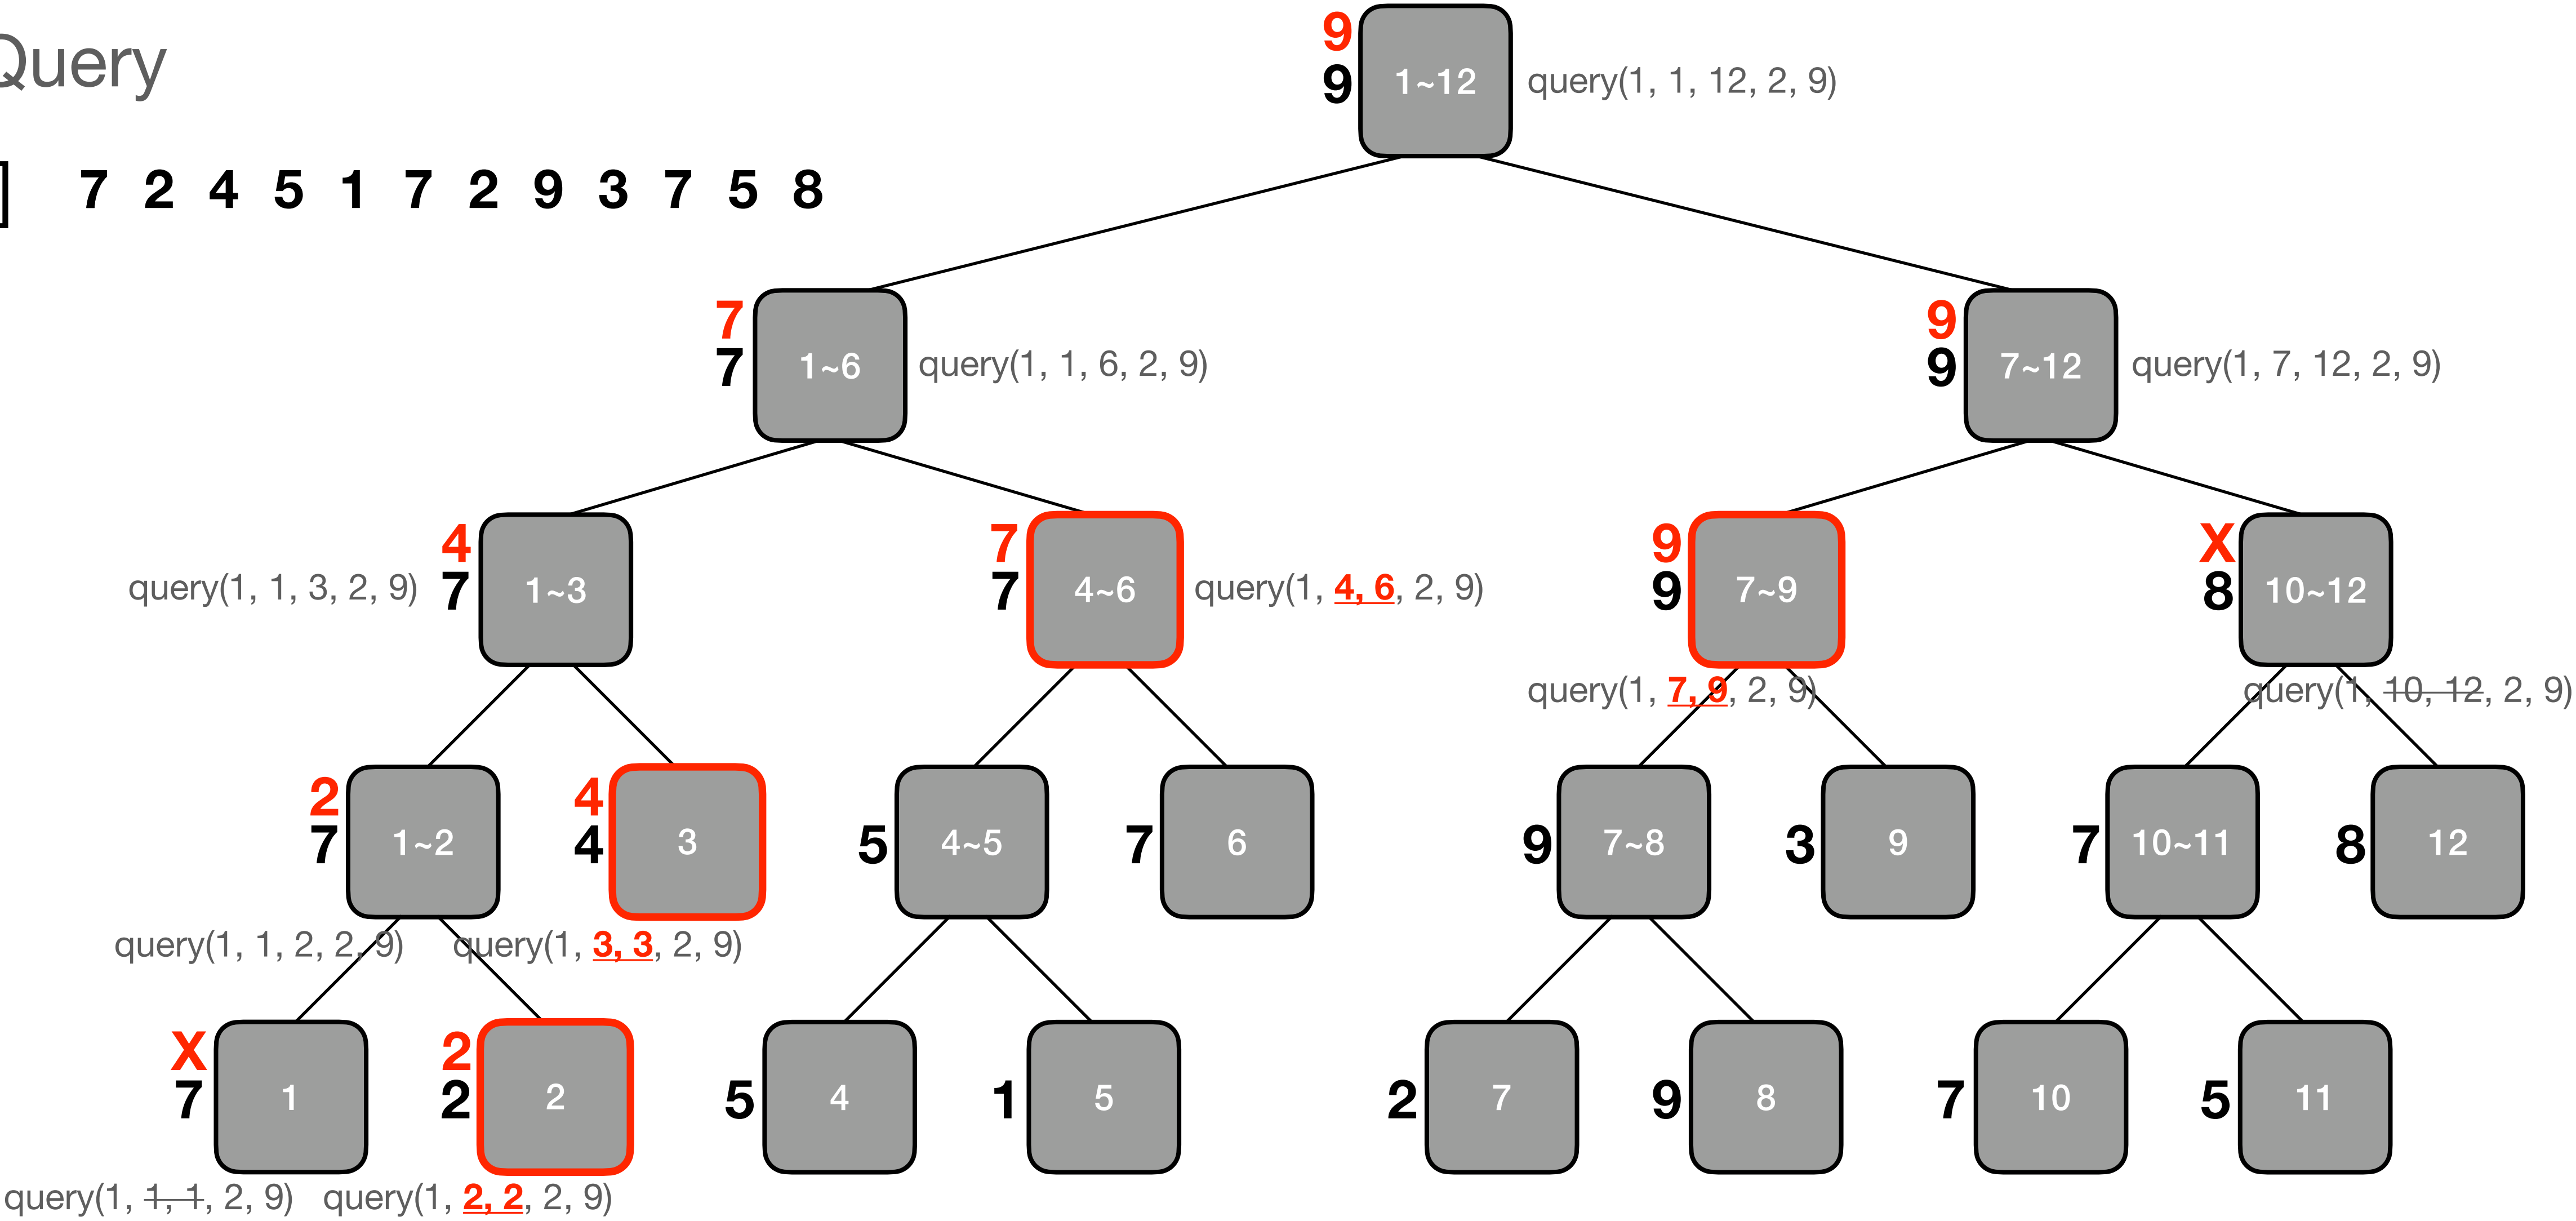 Query
9
9 1~12 query(1, 1, 12, 2, 9)
] 7 2 4 5 1 7 2 9 3 7 5 8
7 9
7 1~6 query(1, 1, 6, 2, 9) 9 7~12 query(1, 7, 12, 2, 9)
4 7 9 X
query(1, 1, 3, 2, 9) 7 1~3 7 4~6 query(1, 4, 6, 2, 9) 9 7~9 8 10~12
query(1, 7, 9, 2, 9) query(1, 10, 12, 2, 9)
2 4
7 1~2 4 3 5 4~5 7 6 9 7~8 3 9 7 10~11 8 12
query(1, 1, 2, 2, 9) query(1, 3, 3, 2, 9)
X 2
7 1 2 2 5 4 1 5 2 7 9 8 7 10 5 11
query(1, 1, 1, 2, 9) query(1, 2, 2, 2, 9)